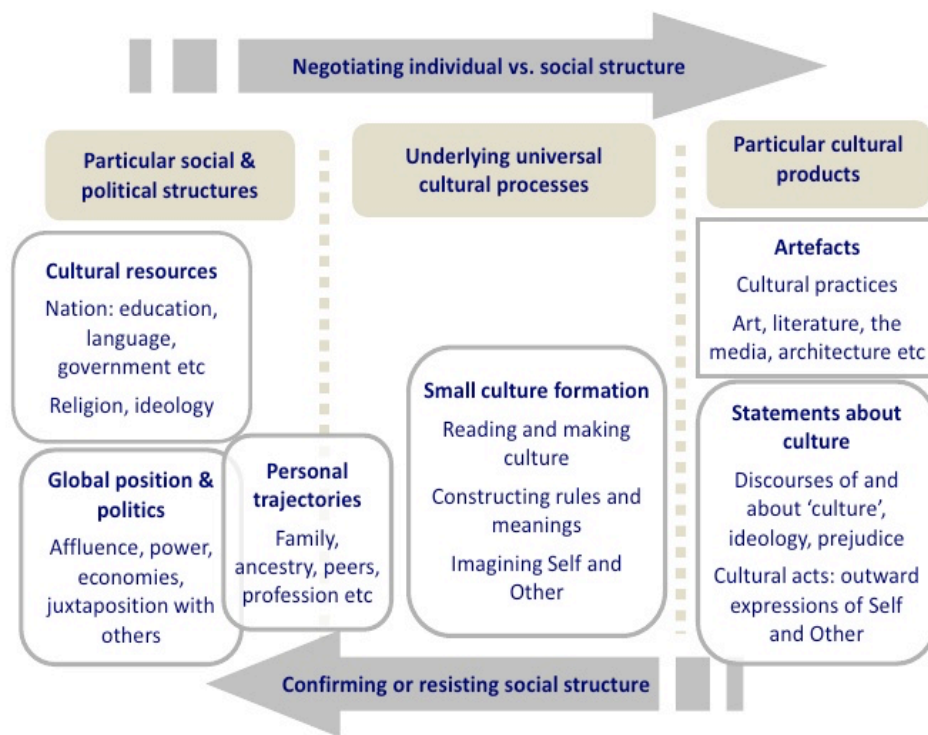 Negotiating individual vs. social structure
Particular social &
political structures
Underlying universal
cultural processes
Particular cultural
products
Cultural resources
Nation: education,
language,
government etc
Religion, ideology
Global position &
politics
Affluence, power,
economies,
juxtaposition with
others
Personal
trajectories
Family,
ancestry, peers,
profession etc
Small culture formation
Reading and making
culture
Constructing rules and
meanings
Imagining Self and
Other
Artefacts
Cultural practices
Art, literature, the
media, architecture etc
Statements about
culture
Discourses of and
about ‘culture’,
ideology, prejudice
Cultural acts: outward
expressions of Self
and Other
Confirming or resisting social structure